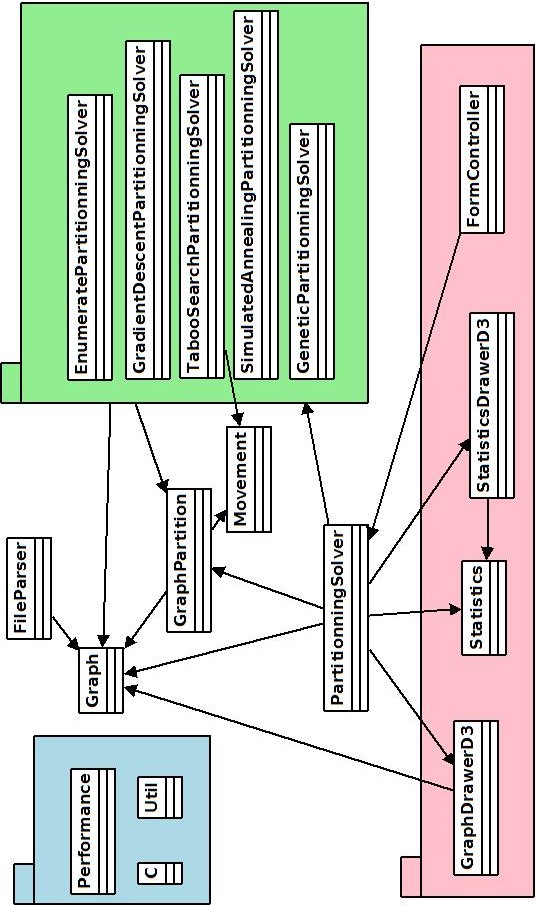 EnumeratePartitionningSolver
GradientDescentPartitionningSolver
TabooSearchPartitionningSolver
SimulatedAnnealingPartitionningSolver
GeneticPartitionningSolver
FormController
StatisticsDrawerD3
Movement
GraphPartition
FileParser
Graph
PartitionningSolver
Statistics
GraphDrawerD3
Performance
Util
C